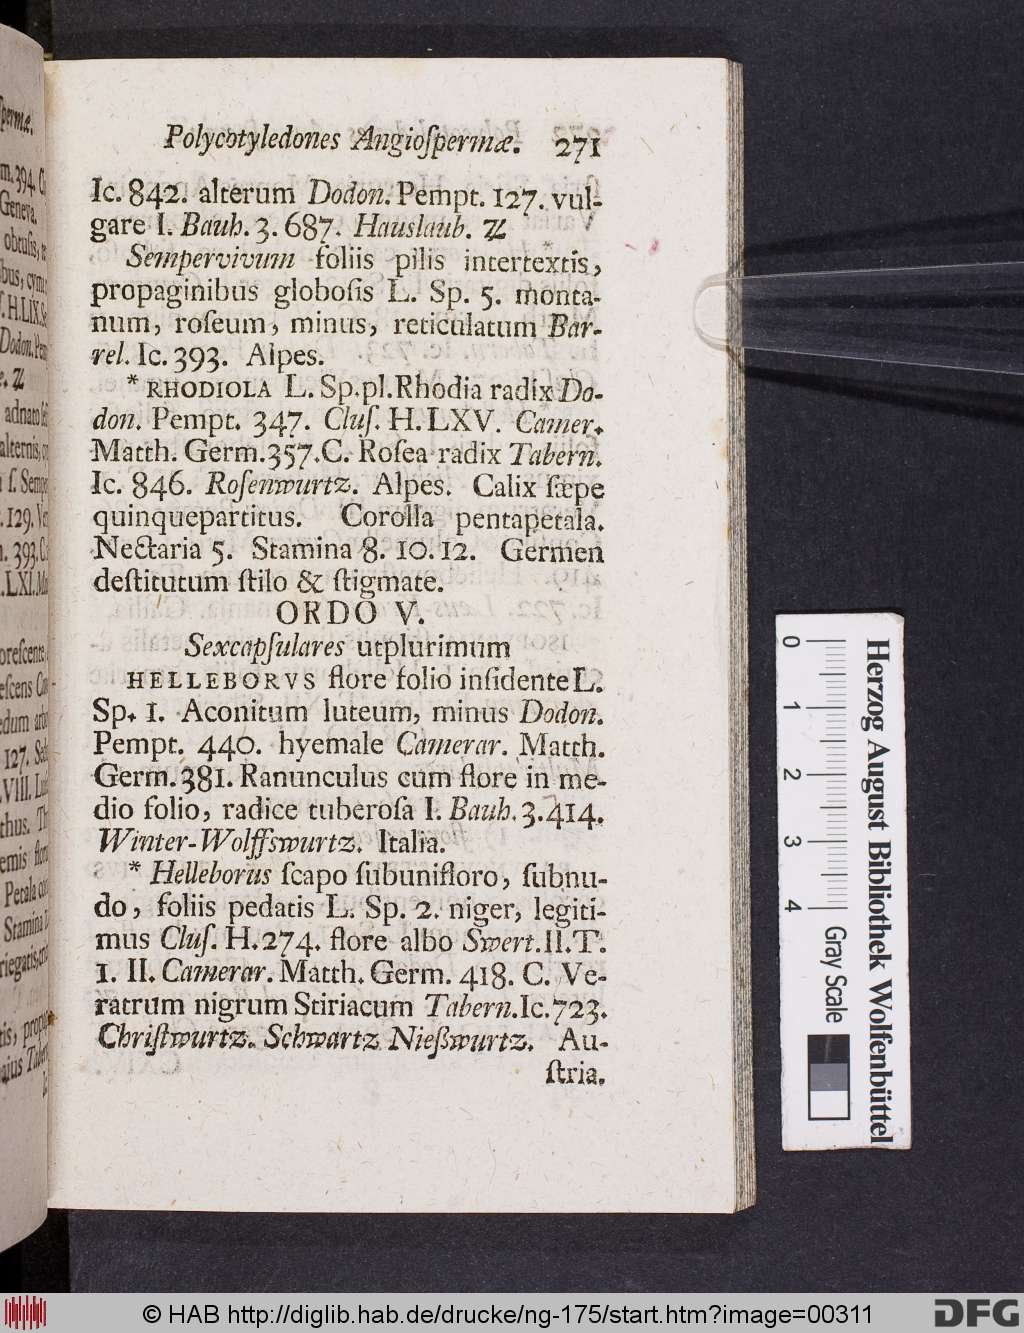 Polycotyledones Angioſpermæ. 271
Ic. 842. alterum Dodon. Pempt. 127. vul-
gare I. Bauh. 3. 687. Hauslaub. ♃
Sempervivum foliis pilis intertextis,
propaginibus globoſis L. Sp. 5. monta-
num, roſeum, minus, reticulatum Bar-
rel. Ic. 393. Alpes.
* RHODIOLA L. Sp. pl. Rhodia radix Do-
don. Pempt. 347. Cluſ. H. LXV. Camer.
Matth. Germ. 357. C. Roſea radix Tabern.
Ic. 846. Roſenwurtz. Alpes. Calix ſæpe
quinquepartitus. Corolla pentapetala.
Nectaria 5. Stamina 8. 10. 12. Germen
deſtitutum ſtilo & ſtigmate.
ORDO V.
Sexcapſulares utplurimum
HELLEBORVS flore folio inſidente L.
Sp. 1. Aconitum luteum, minus Dodon.
Pempt. 440. hyemale Camerar. Matth.
Germ. 381. Ranunculus cum flore in me-
dio folio, radice tuberoſa I. Bauh. 3. 414.
Winter-Wolffswurtz. Italia.
* Helleborus ſcapo ſubunifloro, ſubnu-
do, foliis pedatis L. Sp. 2. niger, legiti-
mus Cluſ. H. 274. flore albo Swert. II. T.
1. II. Camerar. Matth. Germ. 418. C. Ve-
ratrum nigrum Stiriacum Tabern. Ic. 723.
Chriſtwurtz. Schwartz Nießwurtz. Au-
ſtria.
0 1 2 3 4 Gray Scale
Herzog August Bibliothek Wolfenbüttel
© HAB http://diglib.hab.de/drucke/ng-175/start.htm?image=00311
DFG